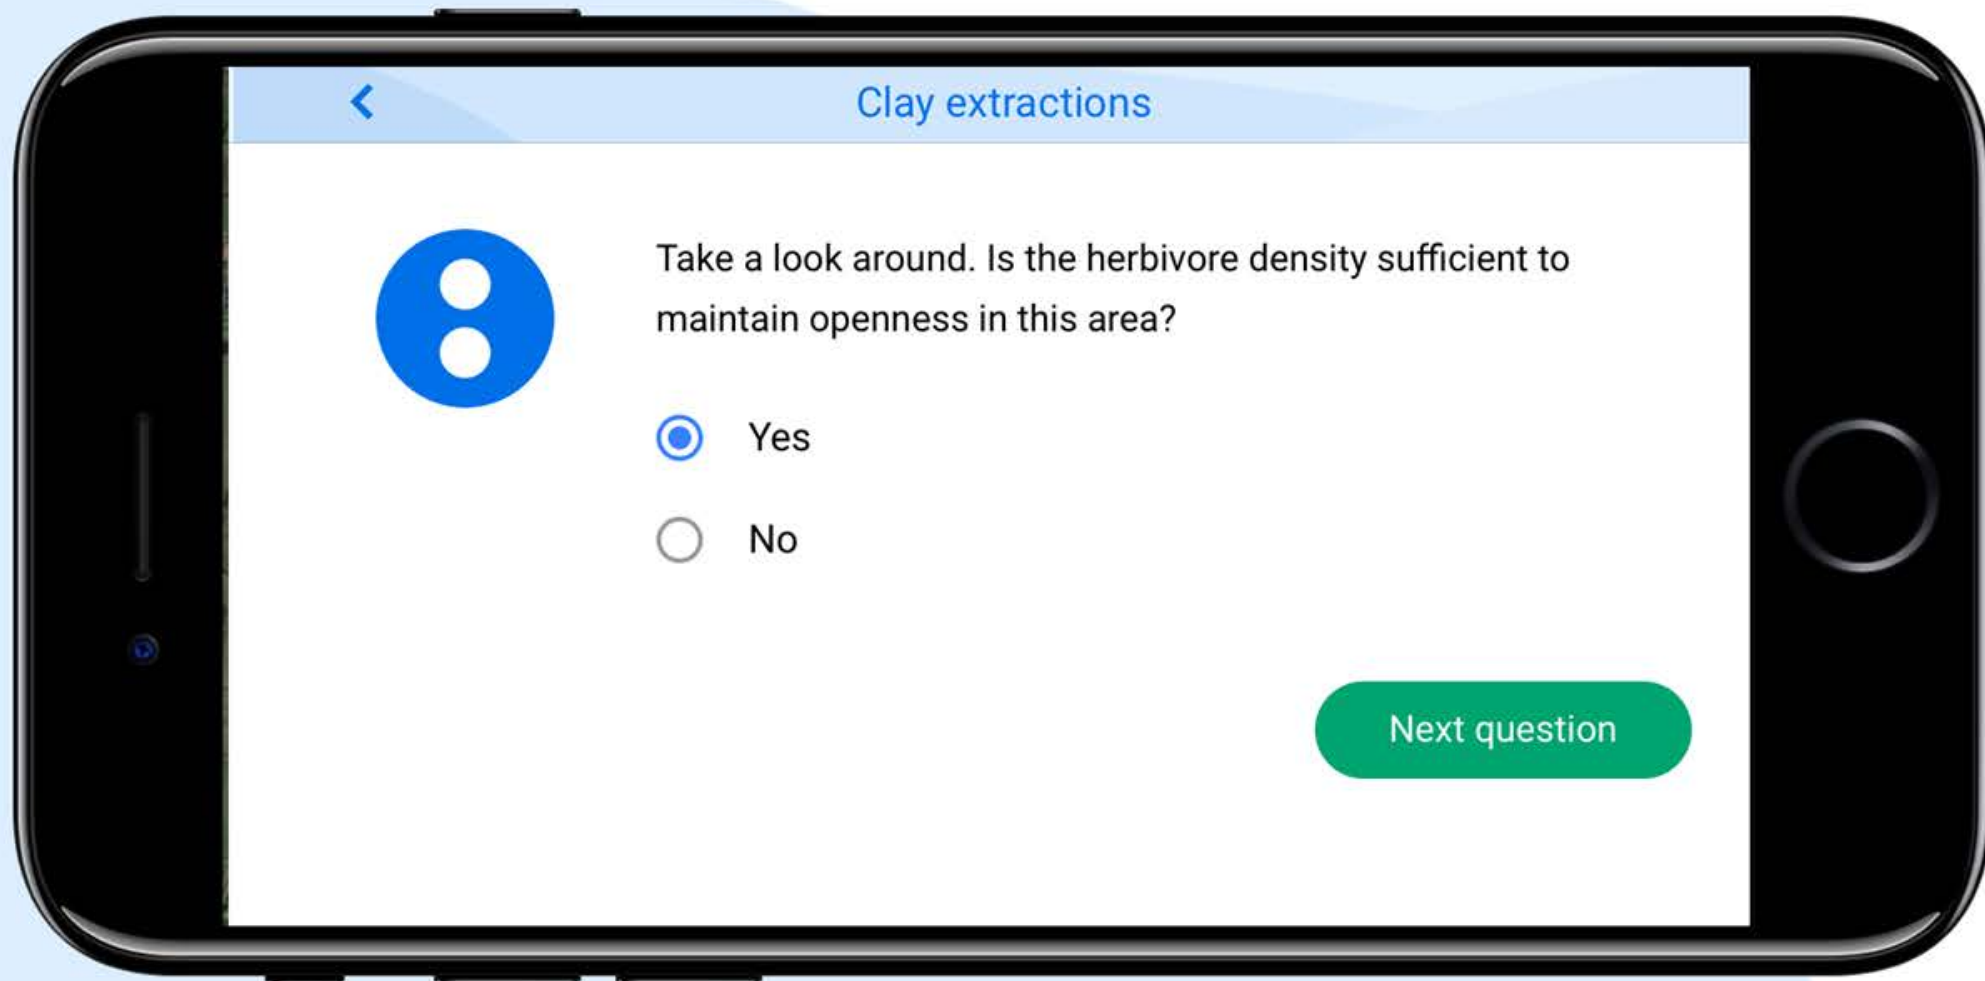 Clay extractions
Take a look around. Is the herbivore density sufficient to
maintain openness in this area?
Yes
No
Next question